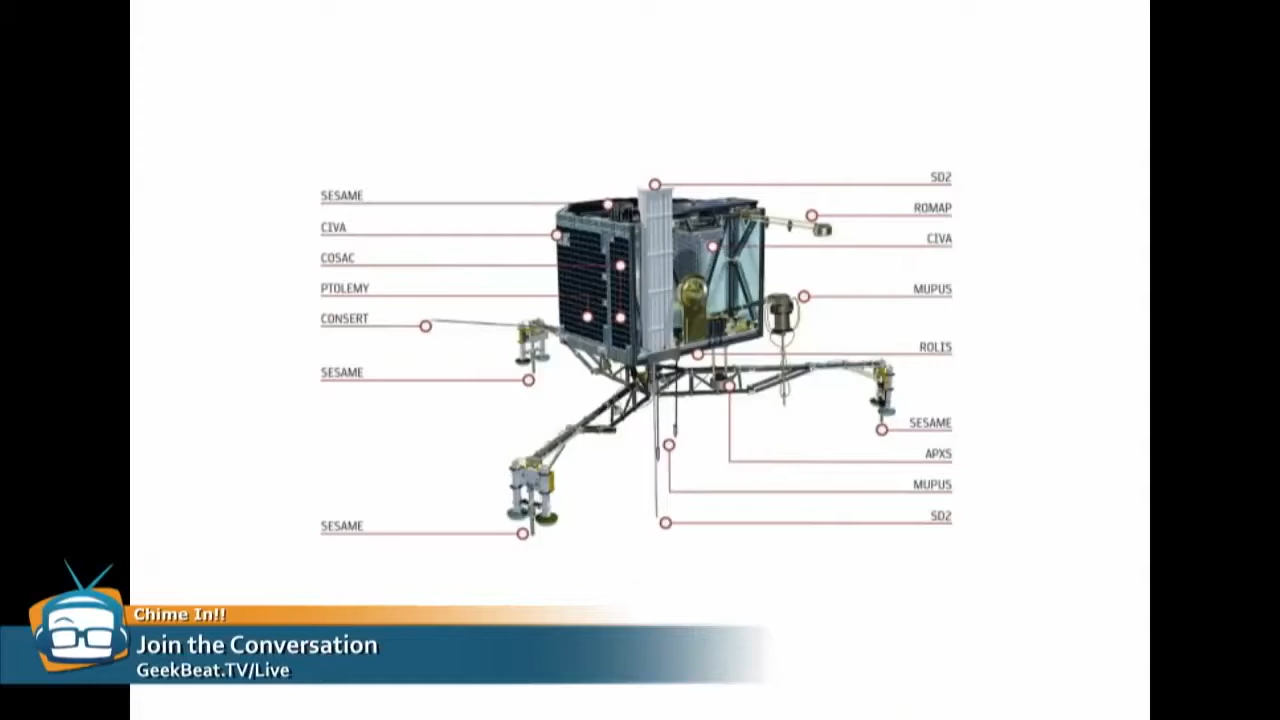 SESAME
CIVA
COSAC
PTOLEMY
CONSERT
SESAME
SESAME
SD2
ROMAP
CIVA
MUPUS
ROLIS
SESAME
APXS
MUPUS
SD2
Chime In!!
Join the Conversation
GeekBeat.TV/Live